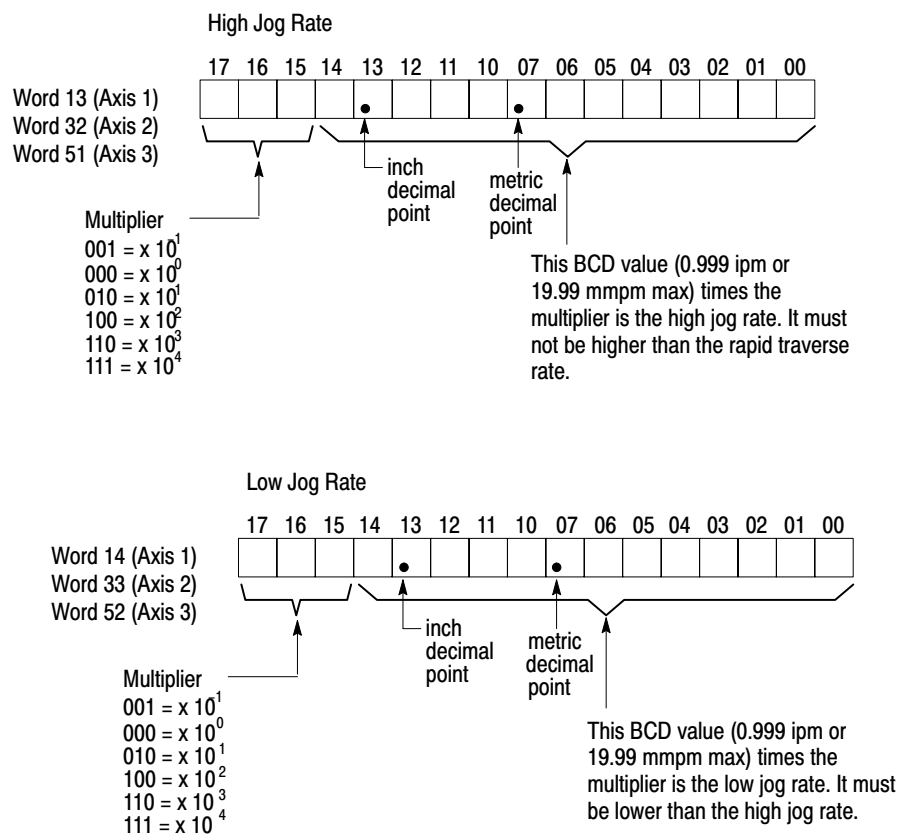 High Jog Rate
17 16 15 14 13 12 11 10 07 06 05 04 03 02 01 00
Word 13 (Axis 1)
Word 32 (Axis 2)
Word 51 (Axis 3)
inch
decimal
point
metric
decimal
point
Multiplier
001 = x 10⁻¹
000 = x 10⁰
010 = x 10¹
100 = x 10²
110 = x 10³
111 = x 10⁴
This BCD value (0.999 ipm or
19.99 mmpm max) times the
multiplier is the high jog rate. It must
not be higher than the rapid traverse
rate.
Low Jog Rate
17 16 15 14 13 12 11 10 07 06 05 04 03 02 01 00
Word 14 (Axis 1)
Word 33 (Axis 2)
Word 52 (Axis 3)
inch
decimal
point
metric
decimal
point
Multiplier
001 = x 10⁻¹
000 = x 10⁰
010 = x 10¹
100 = x 10²
110 = x 10³
111 = x 10⁴
This BCD value (0.999 ipm or
19.99 mmpm max) times the
multiplier is the low jog rate. It must
be lower than the high jog rate.